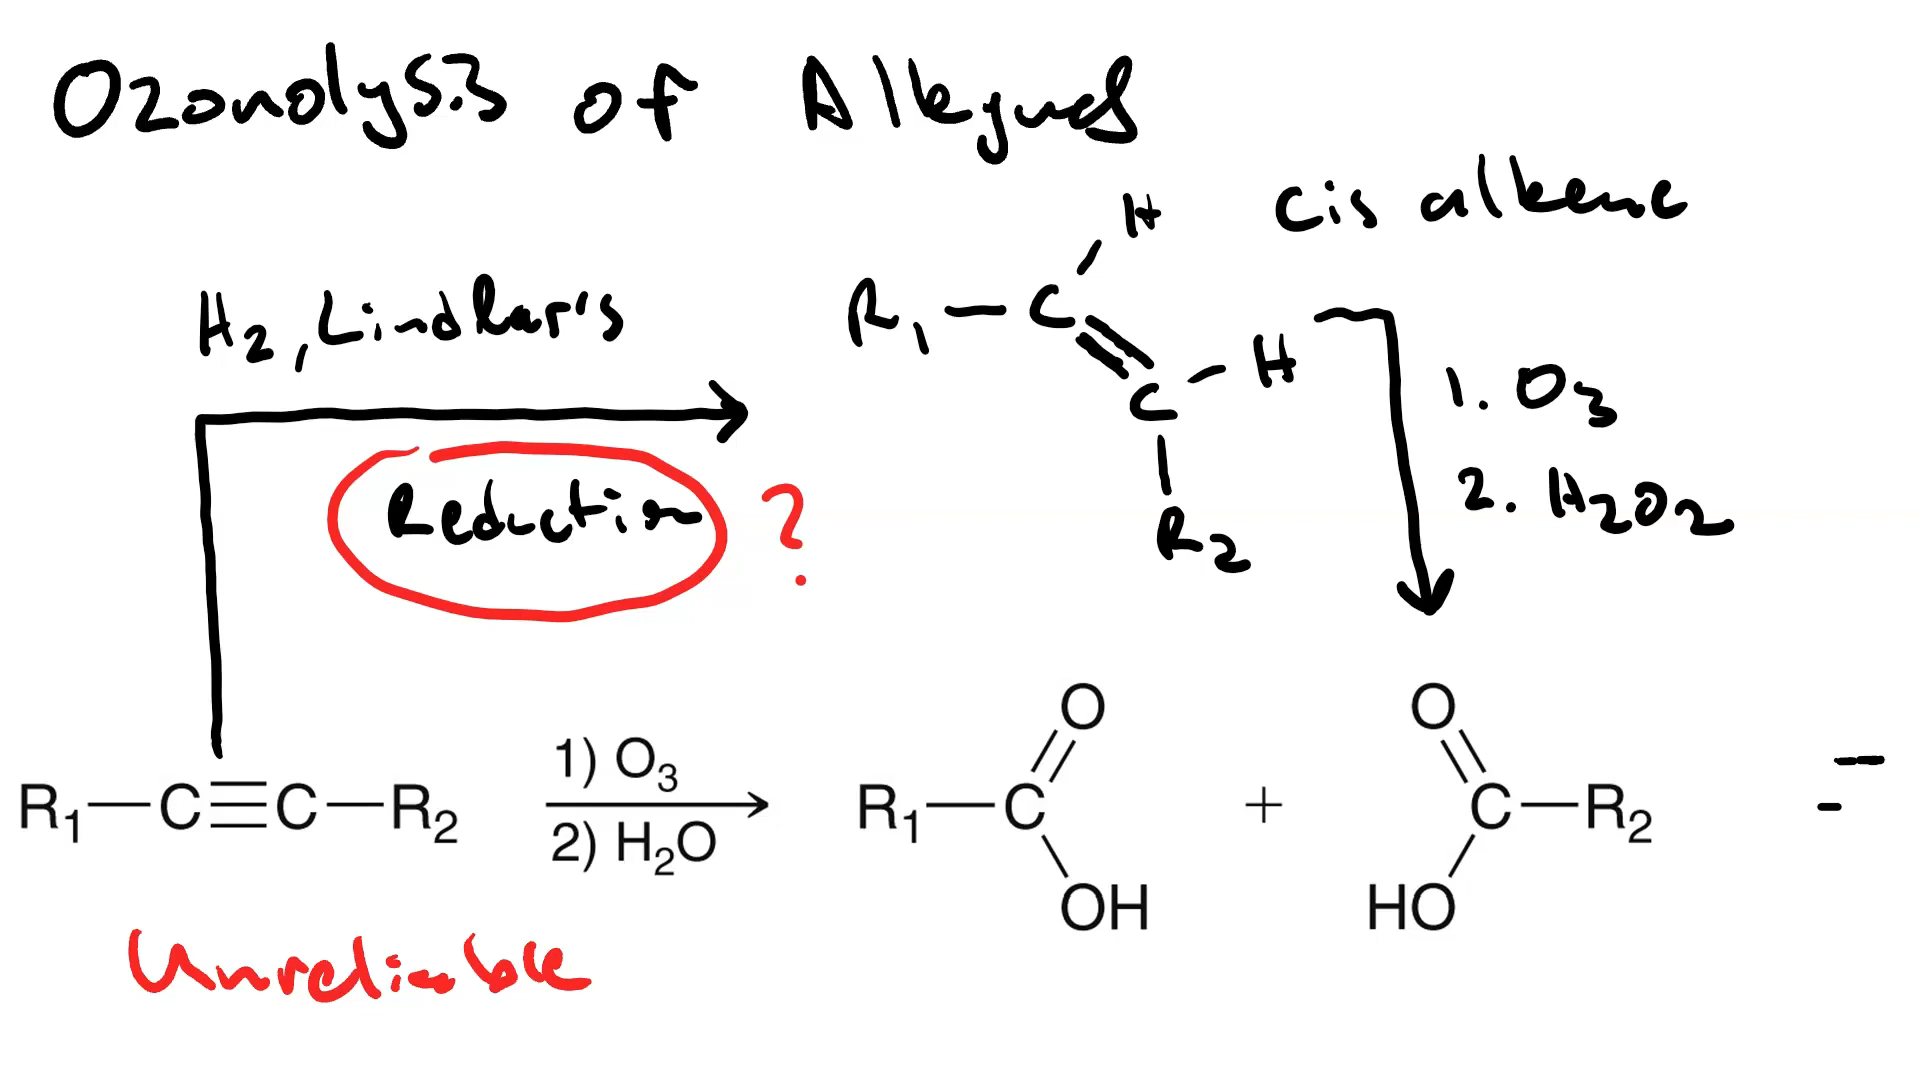 Ozonolysis of Alkynes
cis alkene
H
H2, Lindlar's
R1 — C
C - H
R2
1. O3
2. H2O2
Reduction ?
O
O
R1—C≡C—R2
1) O3
2) H2O
R1—C
+
C—R2
OH
HO
Unreliable